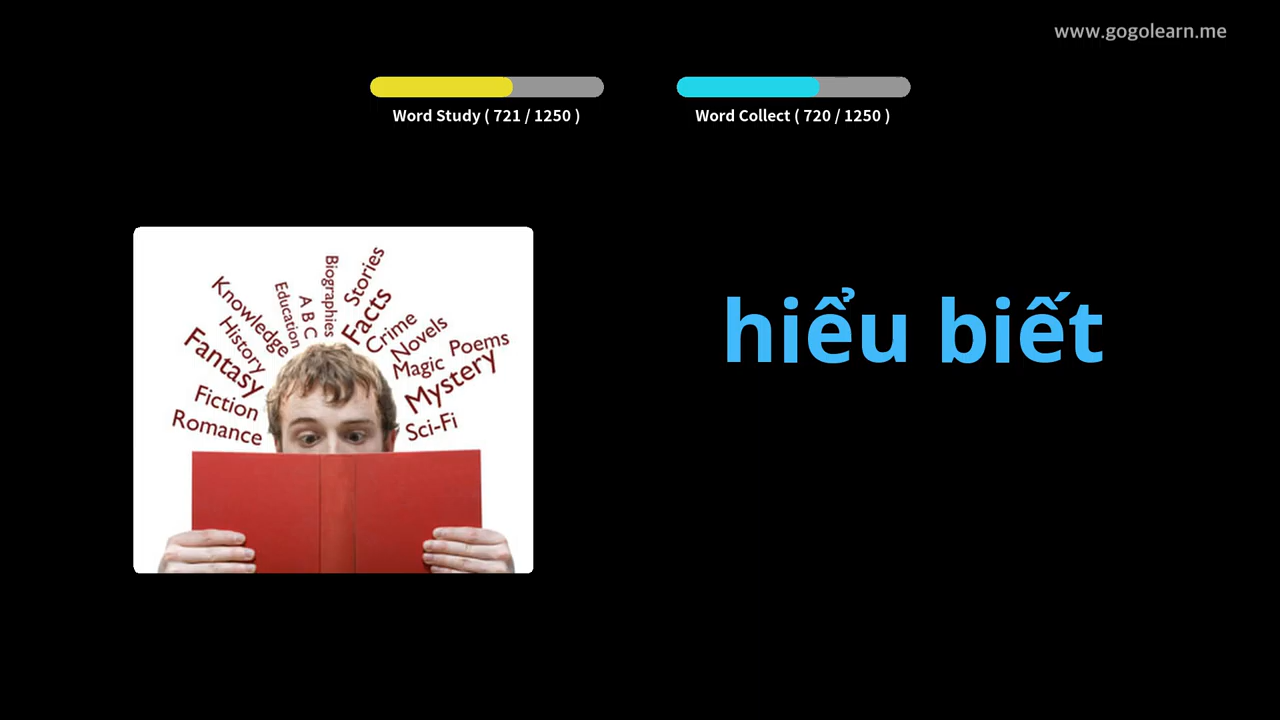 www.gogolearn.me
Word Study ( 721 / 1250 )
Word Collect ( 720 / 1250 )
hiểu biết
Romance
Fiction
Fantasy
History
Knowledge
Education
A B C
Biographies
Stories
Facts
Crime
Novels
Magic
Poems
Mystery
Sci-Fi